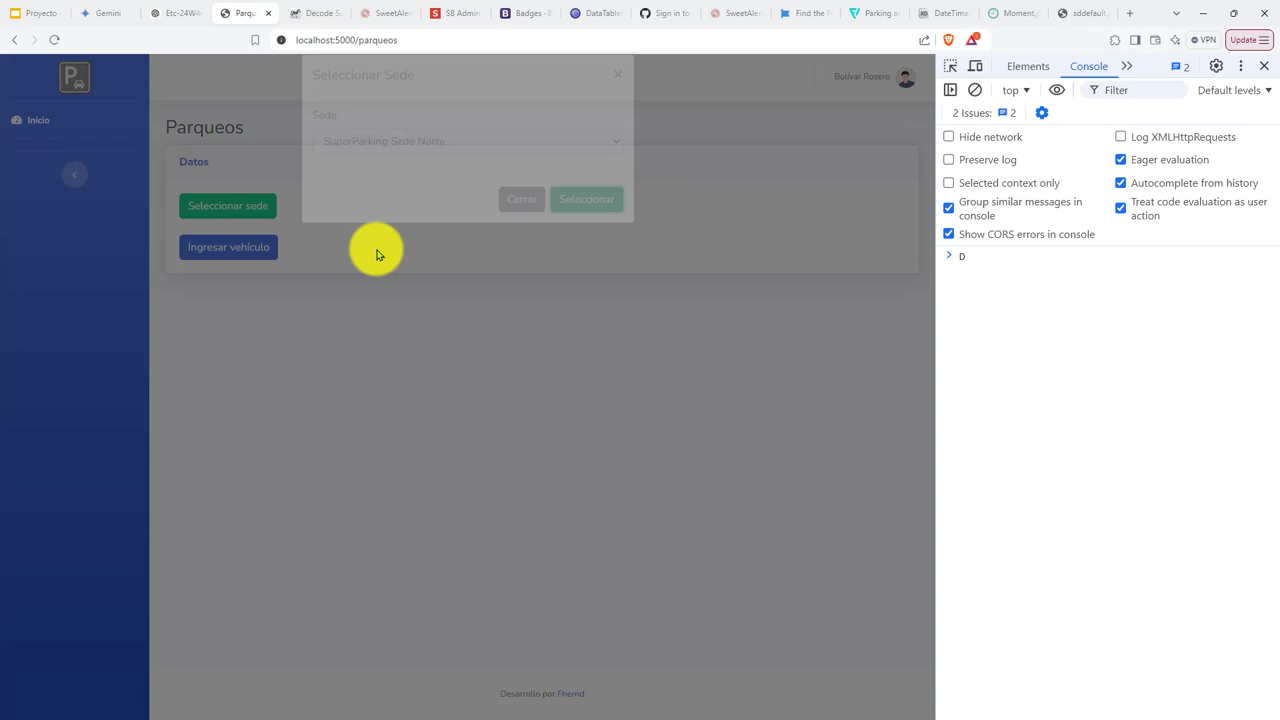 Proyecto
Gemini
Etc-24W4-
Parqu
Decode Su
SweetAler
SB Admin
Badges - B
DataTable
Sign in to
SweetAler
Find the P
Parking ar
DateTime
Moment.j
sddefault.
localhost:5000/parqueos
VPN
Update
P
Inicio
Bolívar Rosero
Seleccionar Sede
Sede
SuperParking Sede Norte
Cerrar
Seleccionar
Parqueos
Datos
Seleccionar sede
Ingresar vehículo
Desarrollo por Fhernd
Elements
Console
2
top
Filter
Default levels
2 Issues:
2
Hide network
Log XMLHttpRequests
Preserve log
Eager evaluation
Selected context only
Autocomplete from history
Group similar messages in
console
Treat code evaluation as user
action
Show CORS errors in console
D